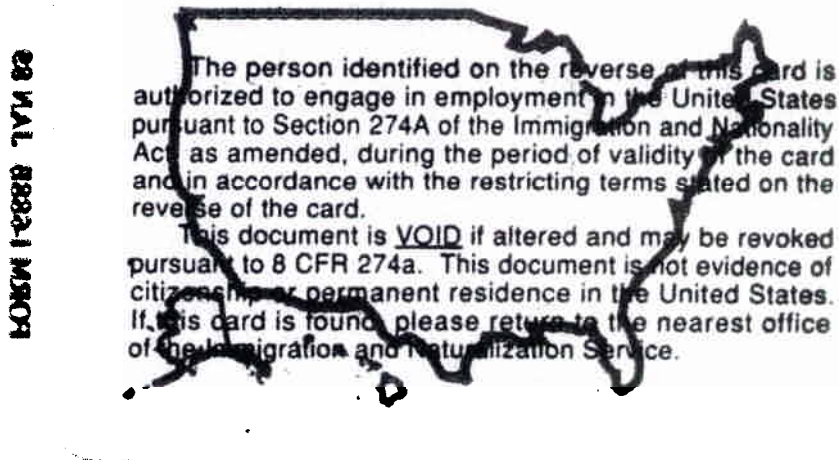 The person identified on the reverse of this card is
authorized to engage in employment in the United States
pursuant to Section 274A of the Immigration and Nationality
Act, as amended, during the period of validity of the card
and in accordance with the restricting terms stated on the
reverse of the card.
This document is VOID if altered and may be revoked
pursuant to 8 CFR 274a. This document is not evidence of
citizenship or permanent residence in the United States.
If this card is found, please return to the nearest office
of the Immigration and Naturalization Service.
FORM I-688B JAN 89